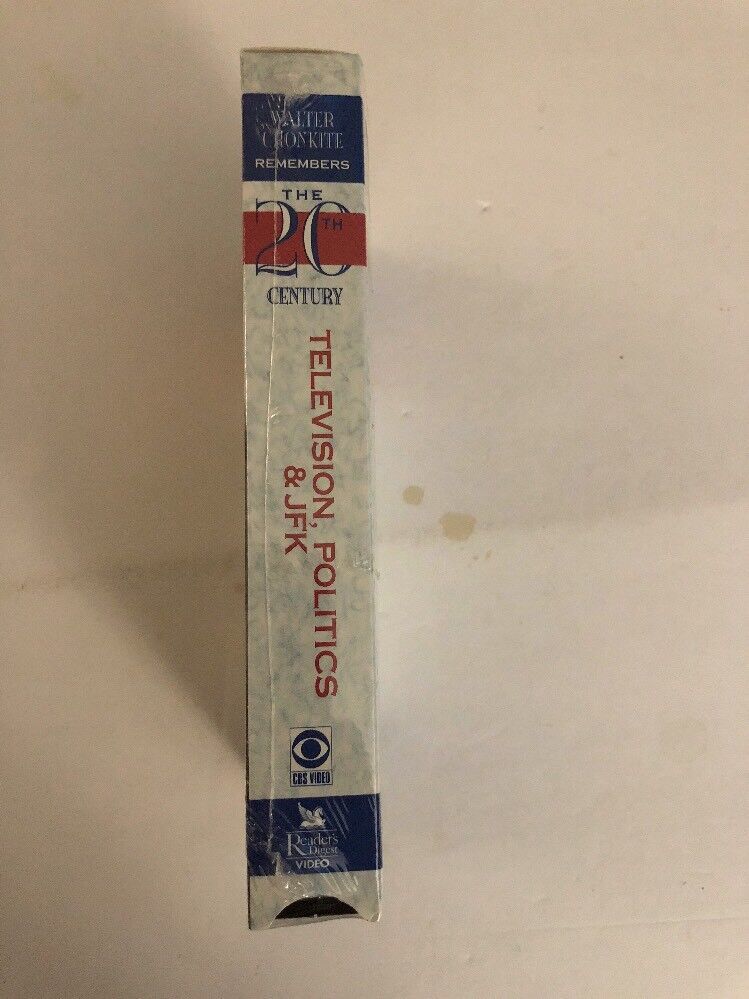 WALTER
CRONKITE
REMEMBERS
THE
20TH
CENTURY
TELEVISION, POLITICS
& JFK
CBS VIDEO
Reader's
Digest
VIDEO